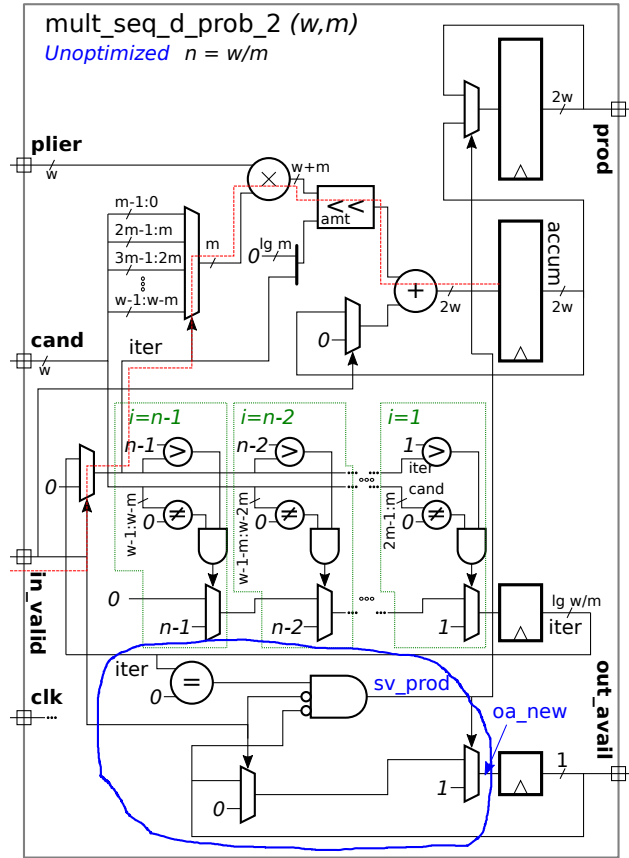 mult_seq_d_prob_2 (w,m)
Unoptimized n = w/m
2w
prod
plier
w
w+m
m-1:0
2m-1:m
3m-1:2m
w-1:w-m
m
<<
amt
lg m
0
+
2w
accum
2w
0
cand
w
iter
i=n-1
i=n-2
i=1
n-1
>
n-2
>
1
>
iter
0
w-1:w-m
0
≠
w-1-m:w-2m
0
≠
2m-1:m
cand
0
≠
in_valid
0
n-1
n-2
1
lg w/m
iter
iter
0
=
sv_prod
oa_new
out_avail
clk
0
1
1